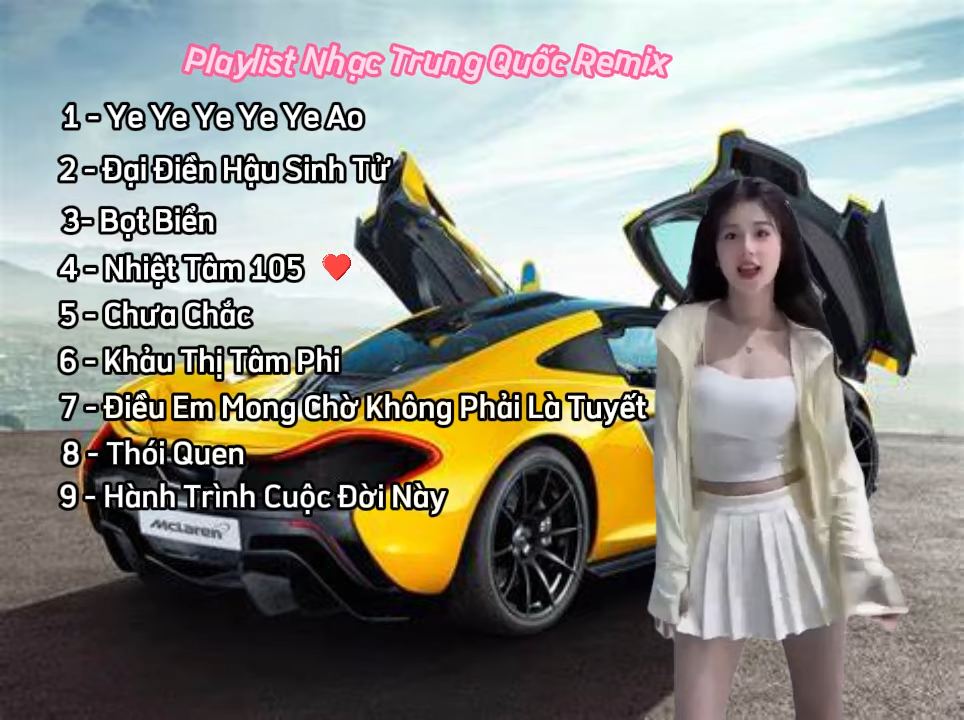 Playlist Nhạc Trung Quốc Remix
1 - Ye Ye Ye Ye Ye Ao
2 - Đại Điền Hậu Sinh Tử
3- Bọt Biển
4 - Nhiệt Tâm 105 ❤️
5 - Chưa Chắc
6 - Khảu Thị Tâm Phi
7 - Điều Em Mong Chờ Không Phải Là Tuyết
8 - Thói Quen
9 - Hành Trình Cuộc Đời Này
McLaren